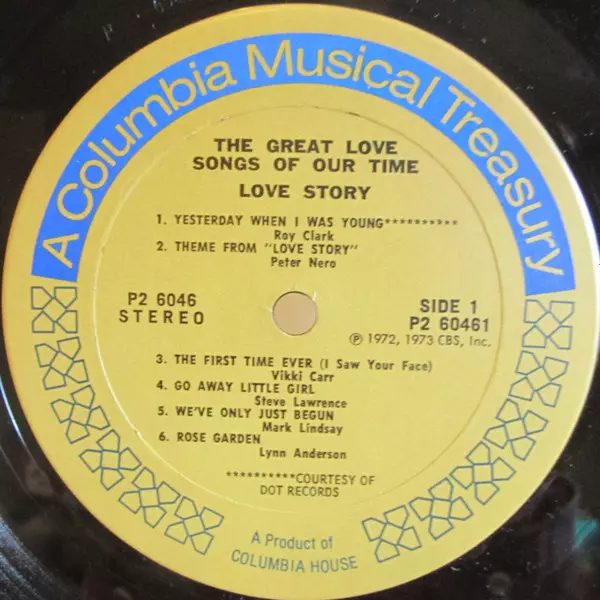 A Columbia Musical Treasury
THE GREAT LOVE
SONGS OF OUR TIME
LOVE STORY
1. YESTERDAY WHEN I WAS YOUNG**********
Roy Clark
2. THEME FROM "LOVE STORY"
Peter Nero
P2 6046
STEREO
SIDE 1
P2 60461
℗ 1972, 1973 CBS, Inc.
3. THE FIRST TIME EVER (I Saw Your Face)
Vikki Carr
4. GO AWAY LITTLE GIRL
Steve Lawrence
5. WE'VE ONLY JUST BEGUN
Mark Lindsay
6. ROSE GARDEN
Lynn Anderson
**********COURTESY OF
DOT RECORDS
A Product of
COLUMBIA HOUSE